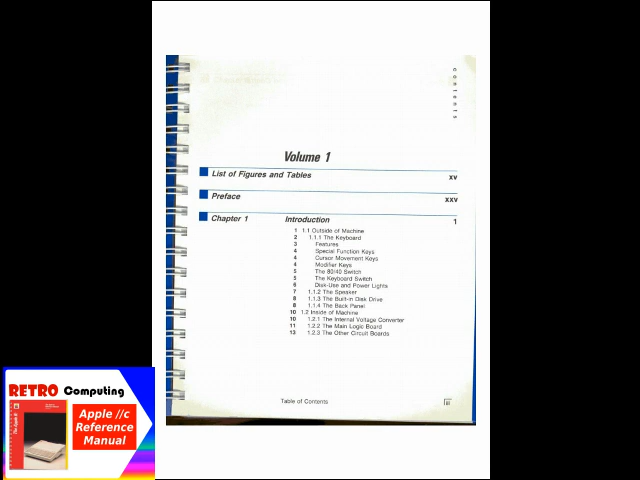 contents
Volume 1
List of Figures and Tables xv
Preface xxv
Chapter 1 Introduction 1
1 1.1 Outside of Machine
2 1.1.1 The Keyboard
3 Features
4 Special Function Keys
4 Cursor Movement Keys
4 Modifier Keys
5 The 80/40 Switch
5 The Keyboard Switch
6 Disk-Use and Power Lights
7 1.1.2 The Speaker
8 1.1.3 The Built-in Disk Drive
8 1.1.4 The Back Panel
10 1.2 Inside of Machine
10 1.2.1 The Internal Voltage Converter
11 1.2.2 The Main Logic Board
13 1.2.3 The Other Circuit Boards
Table of Contents iii
RETRO Computing
Apple //c
Reference
Manual